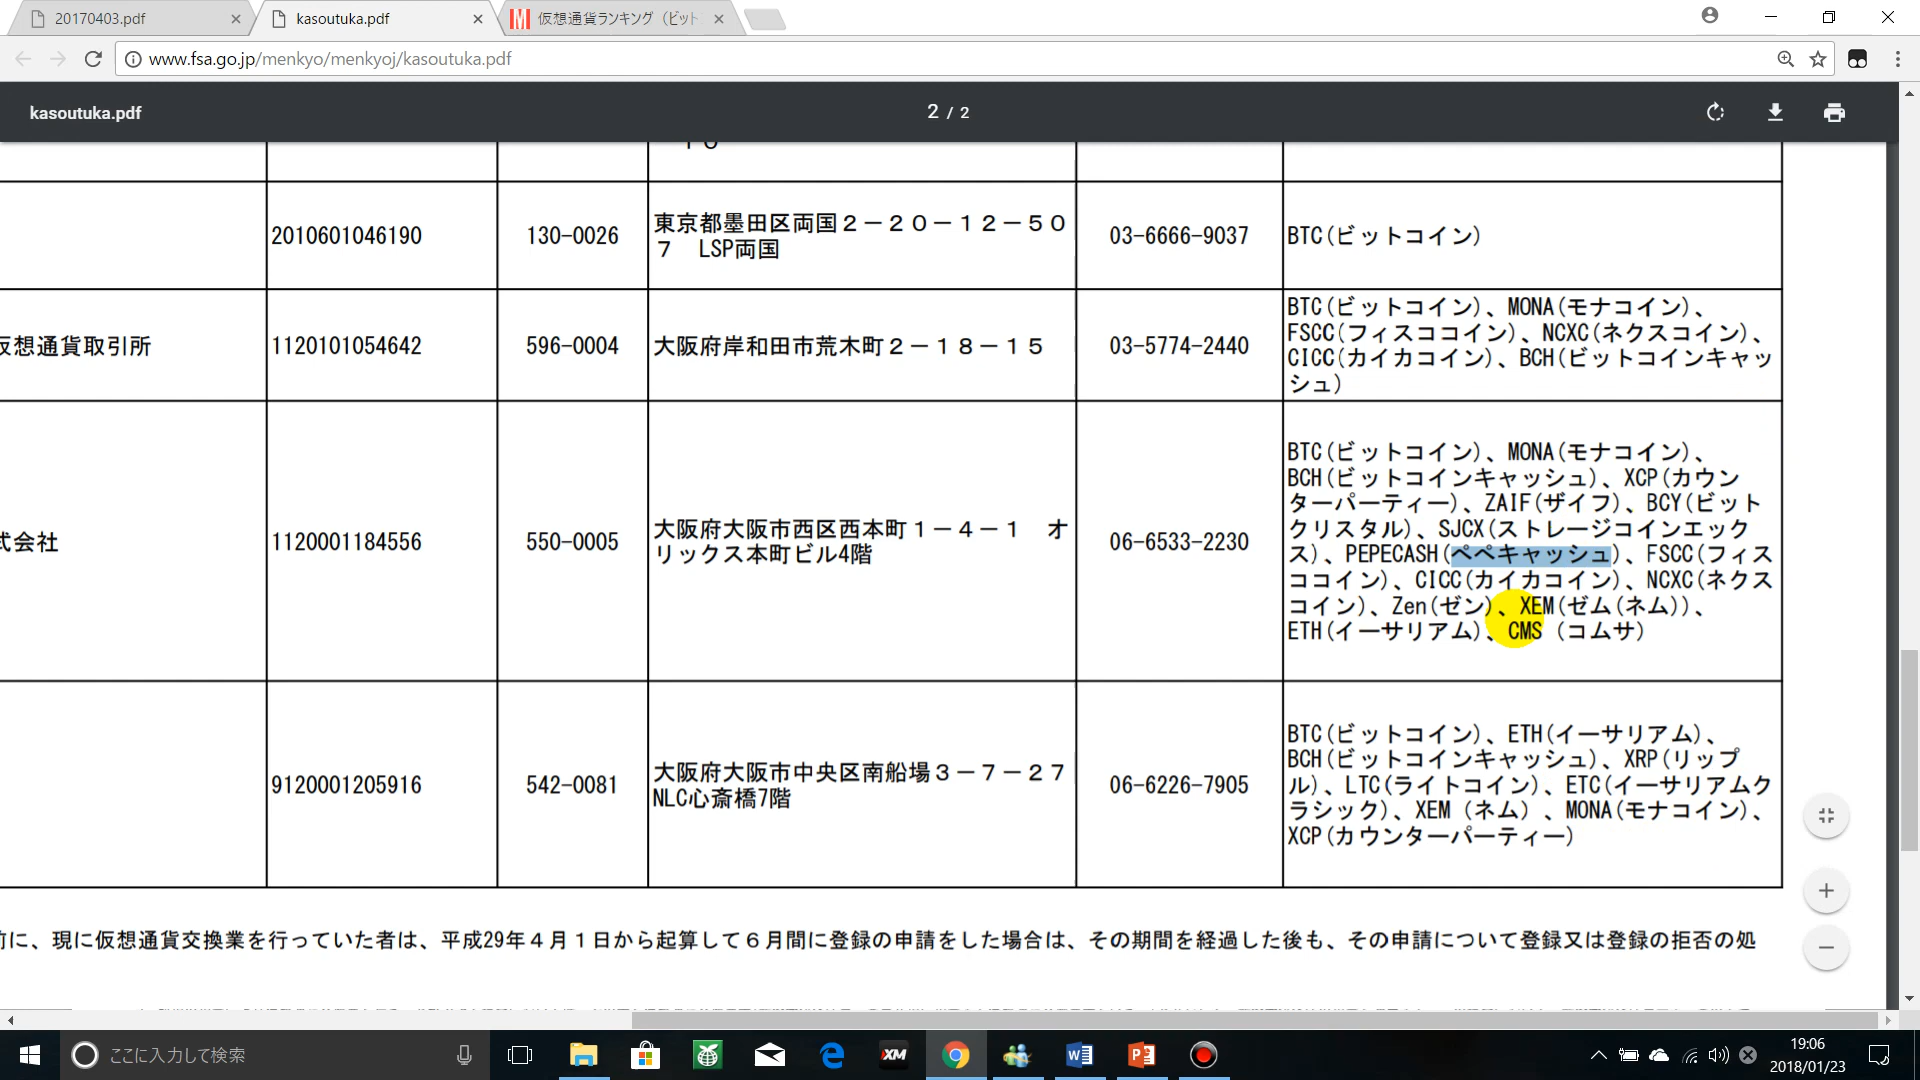 20170403.pdf
kasoutuka.pdf
仮想通貨ランキング（ビット
www.fsa.go.jp/menkyo/menkyoj/kasoutuka.pdf
kasoutuka.pdf
2 / 2
2010601046190
130-0026
東京都墨田区両国２－２０－１２－５０
７　LSP両国
03-6666-9037
BTC(ビットコイン)
仮想通貨取引所
1120101054642
596-0004
大阪府岸和田市荒木町２－１８－１５
03-5774-2440
BTC(ビットコイン)、MONA(モナコイン)、
FSCC(フィスココイン)、NCXC(ネクスコイン)、
CICC(カイカコイン)、BCH(ビットコインキャッ
シュ)
式会社
1120001184556
550-0005
大阪府大阪市西区西本町１－４－１　オ
リックス本町ビル4階
06-6533-2230
BTC(ビットコイン)、MONA(モナコイン)、
BCH(ビットコインキャッシュ)、XCP(カウン
ターパーティー)、ZAIF(ザイフ)、BCY(ビット
クリスタル)、SJCX(ストレージコインエック
ス)、PEPECASH(ぺぺキャッシュ)、FSCC(フィス
ココイン)、CICC(カイカコイン)、NCXC(ネクス
コイン)、Zen(ゼン)、XEM(ゼム(ネム))、
ETH(イーサリアム)、CMS（コムサ)
9120001205916
542-0081
大阪府大阪市中央区南船場３－７－２７
NLC心斎橋7階
06-6226-7905
BTC(ビットコイン)、ETH(イーサリアム)、
BCH(ビットコインキャッシュ)、XRP(リップ
ル)、LTC(ライトコイン)、ETC(イーサリアムク
ラシック)、XEM（ネム）、MONA(モナコイン)、
XCP(カウンターパーティー)
前に、現に仮想通貨交換業を行っていた者は、平成29年４月１日から起算して６月間に登録の申請をした場合は、その期間を経過した後も、その申請について登録又は登録の拒否の処
ここに入力して検索
XM
19:06
2018/01/23